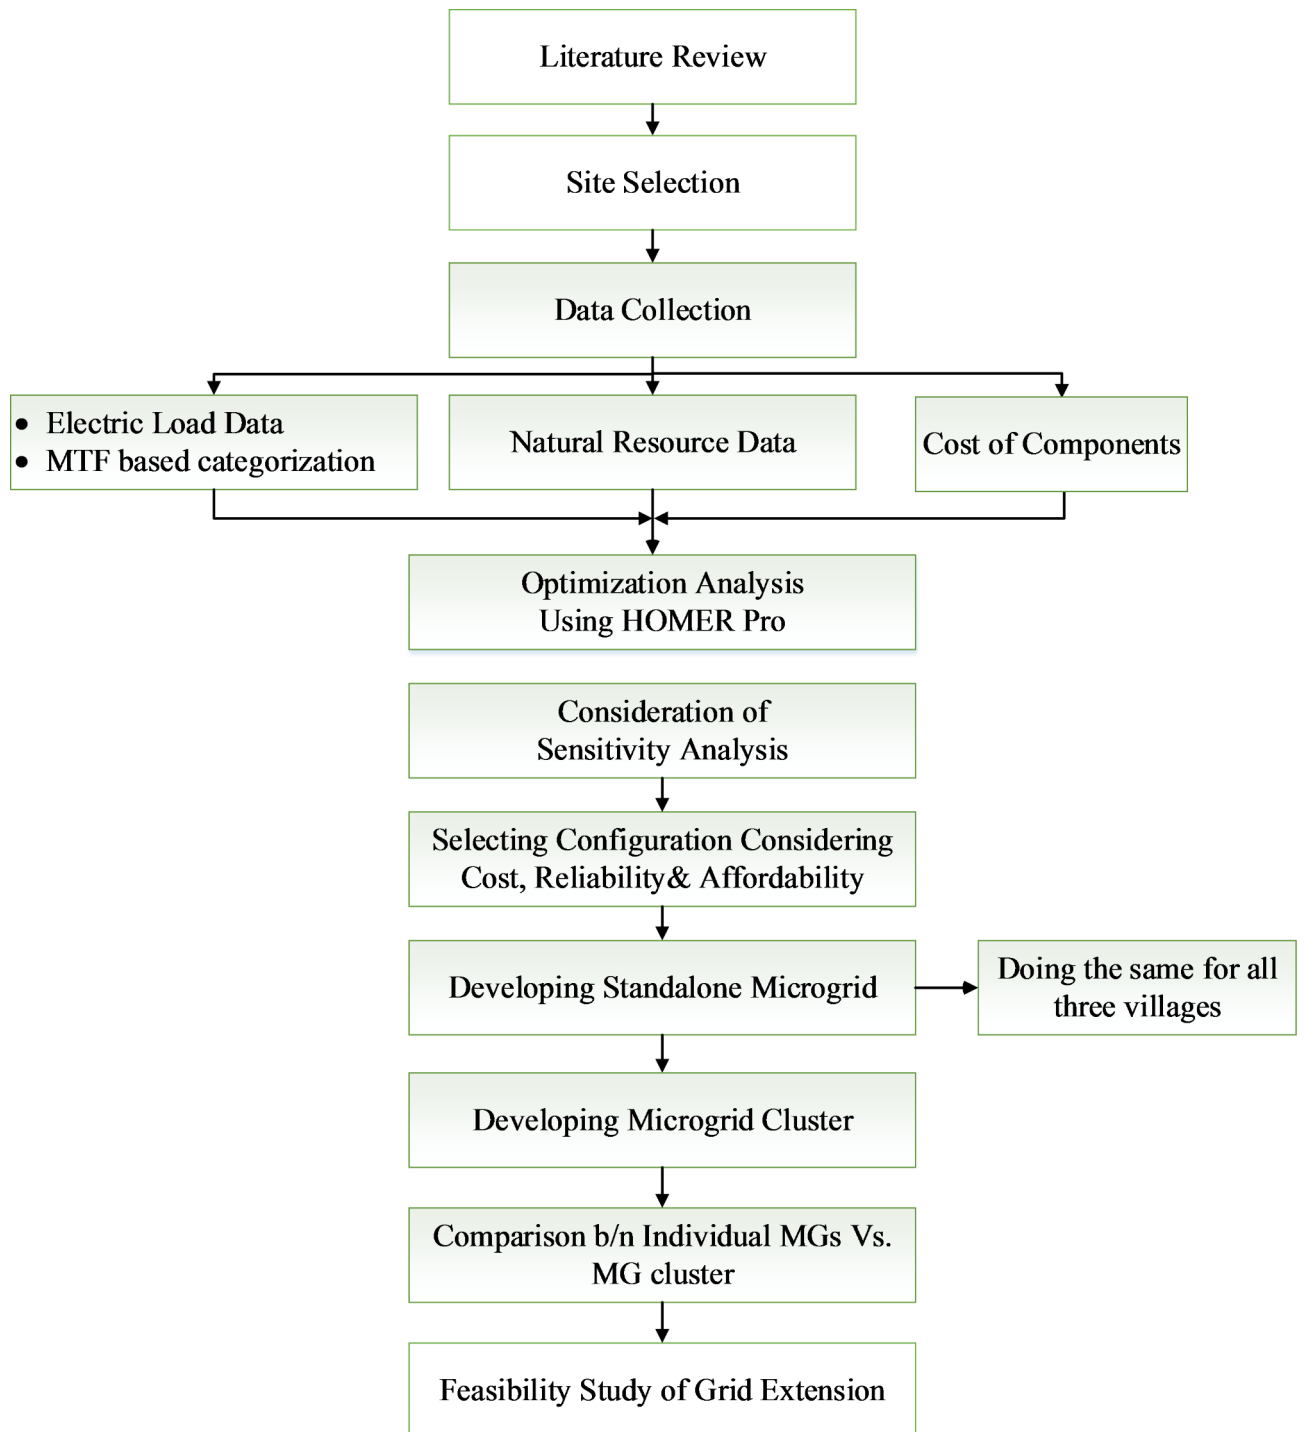 Literature Review
Site Selection
Data Collection
• Electric Load Data
• MTF based categorization
Natural Resource Data
Cost of Components
Optimization Analysis
Using HOMER Pro
Consideration of
Sensitivity Analysis
Selecting Configuration Considering
Cost, Reliability& Affordability
Developing Standalone Microgrid
Doing the same for all
three villages
Developing Microgrid Cluster
Comparison b/n Individual MGs Vs.
MG cluster
Feasibility Study of Grid Extension